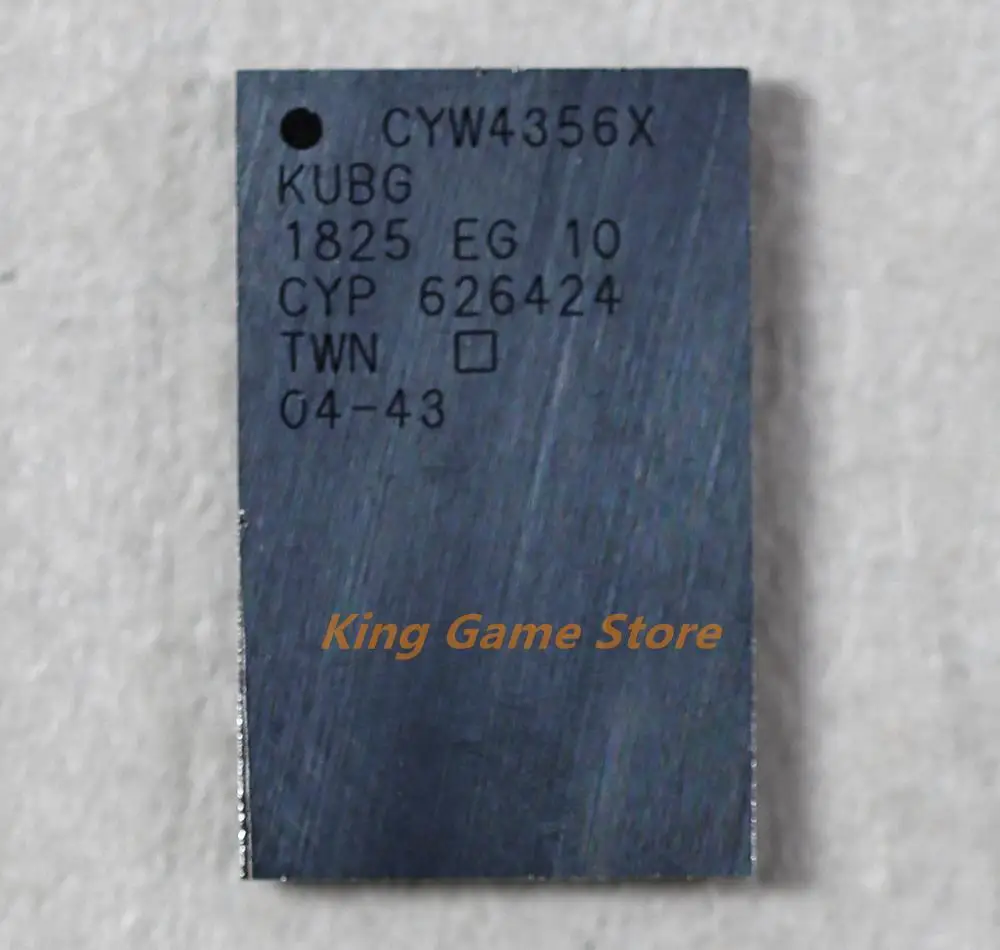 CYW4356X
KUBG
1825 EG 10
CYP 626424
TWN
04-43
King Game Store